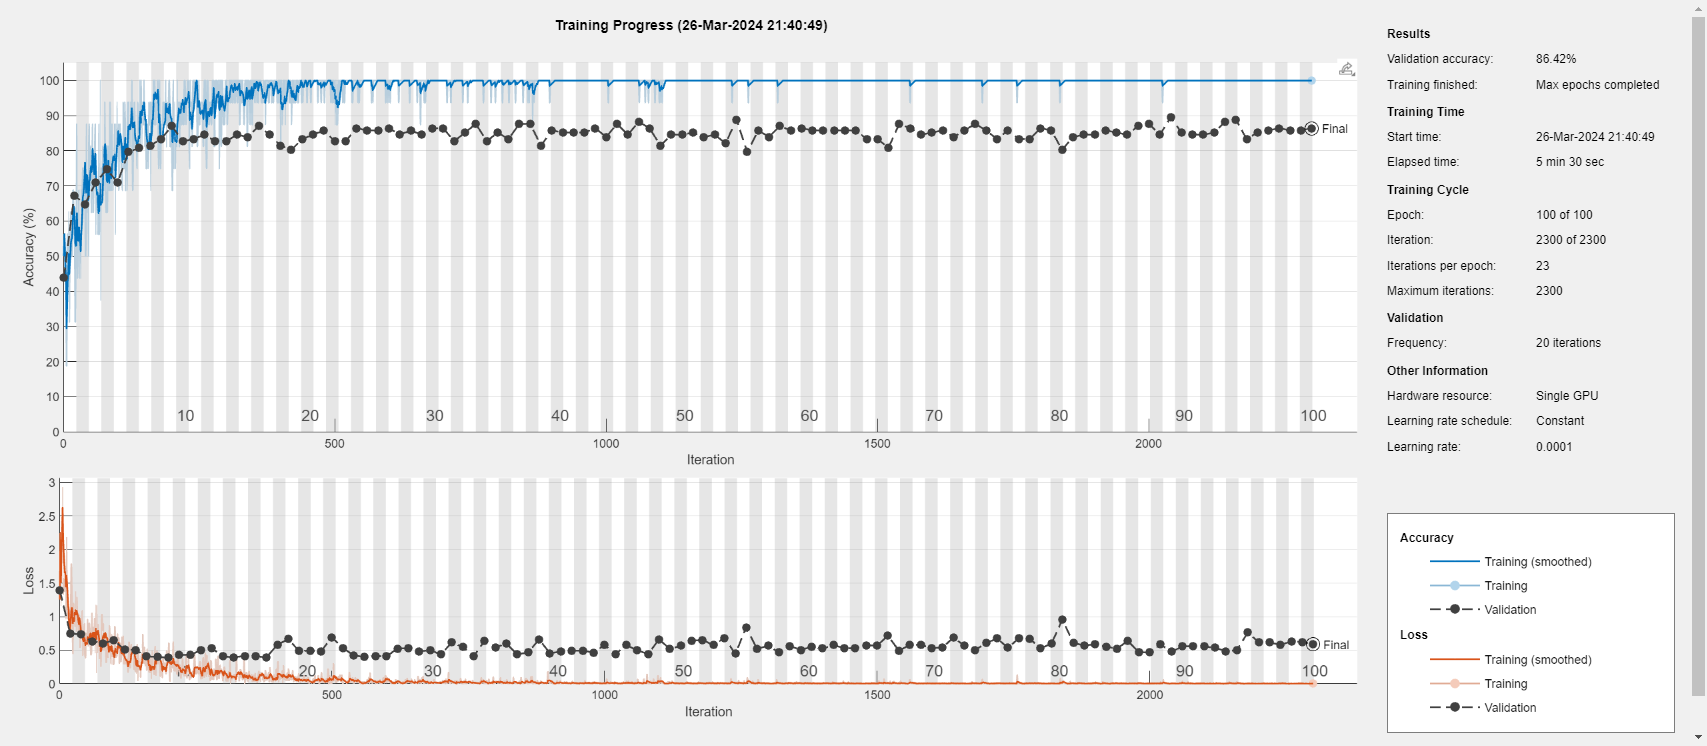 Training Progress (26-Mar-2024 21:40:49)
100
90
80
70
60
50
40
30
20
10
0
Accuracy (%)
Final
10 20 30 40 50 60 70 80 90 100
0 500 1000 1500 2000
Iteration
3
2.5
2
1.5
1
0.5
0
Loss
Final
20 30 40 50 60 70 80 90 100
0 500 1000 1500 2000
Iteration
Results
Validation accuracy: 86.42%
Training finished: Max epochs completed
Training Time
Start time: 26-Mar-2024 21:40:49
Elapsed time: 5 min 30 sec
Training Cycle
Epoch: 100 of 100
Iteration: 2300 of 2300
Iterations per epoch: 23
Maximum iterations: 2300
Validation
Frequency: 20 iterations
Other Information
Hardware resource: Single GPU
Learning rate schedule: Constant
Learning rate: 0.0001
Accuracy
Training (smoothed)
Training
Validation
Loss
Training (smoothed)
Training
Validation